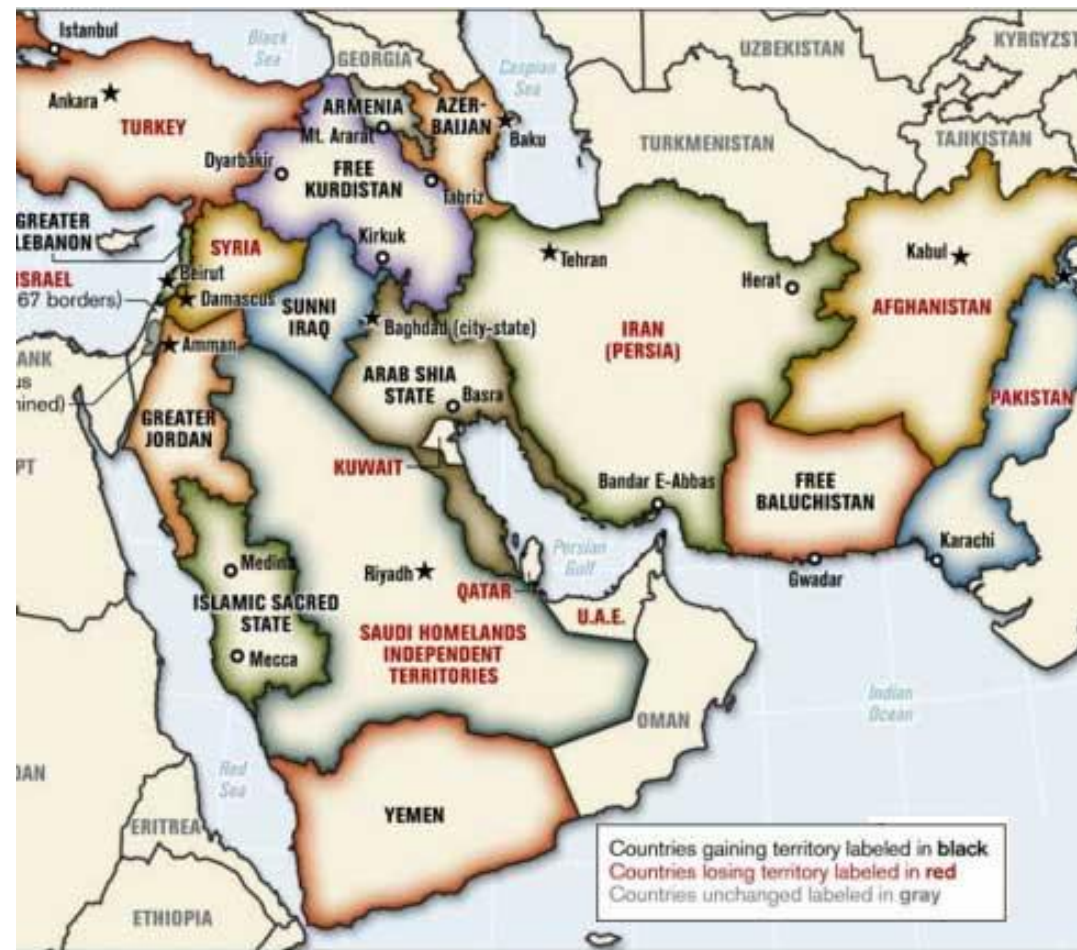 Istanbul
Black
Sea
GEORGIA
Caspian
Sea
UZBEKISTAN
KYRGYZST
Ankara
TURKEY
ARMENIA
Mt. Ararat
AZER-
BAIJAN
Baku
TURKMENISTAN
TAJIKISTAN
Dyarbakir
FREE
KURDISTAN
Tabriz
GREATER
LEBANON
SYRIA
Kirkuk
Tehran
Herat
Kabul
ISRAEL
67 borders)
Beirut
Damascus
SUNNI
IRAQ
Baghdad (city-state)
IRAN
(PERSIA)
AFGHANISTAN
ANK
us
mined)
Amman
ARAB SHIA
STATE
Basra
PAKISTAN
GREATER
JORDAN
PT
KUWAIT
Bandar E-Abbas
FREE
BALUCHISTAN
Karachi
Gwadar
Medina
Riyadh
Persian
Gulf
QATAR
U.A.E.
ISLAMIC SACRED
STATE
Mecca
SAUDI HOMELANDS
INDEPENDENT
TERRITORIES
OMAN
Indian
Ocean
DAN
Red
Sea
YEMEN
ERITREA
ETHIOPIA
Countries gaining territory labeled in black
Countries losing territory labeled in red
Countries unchanged labeled in gray